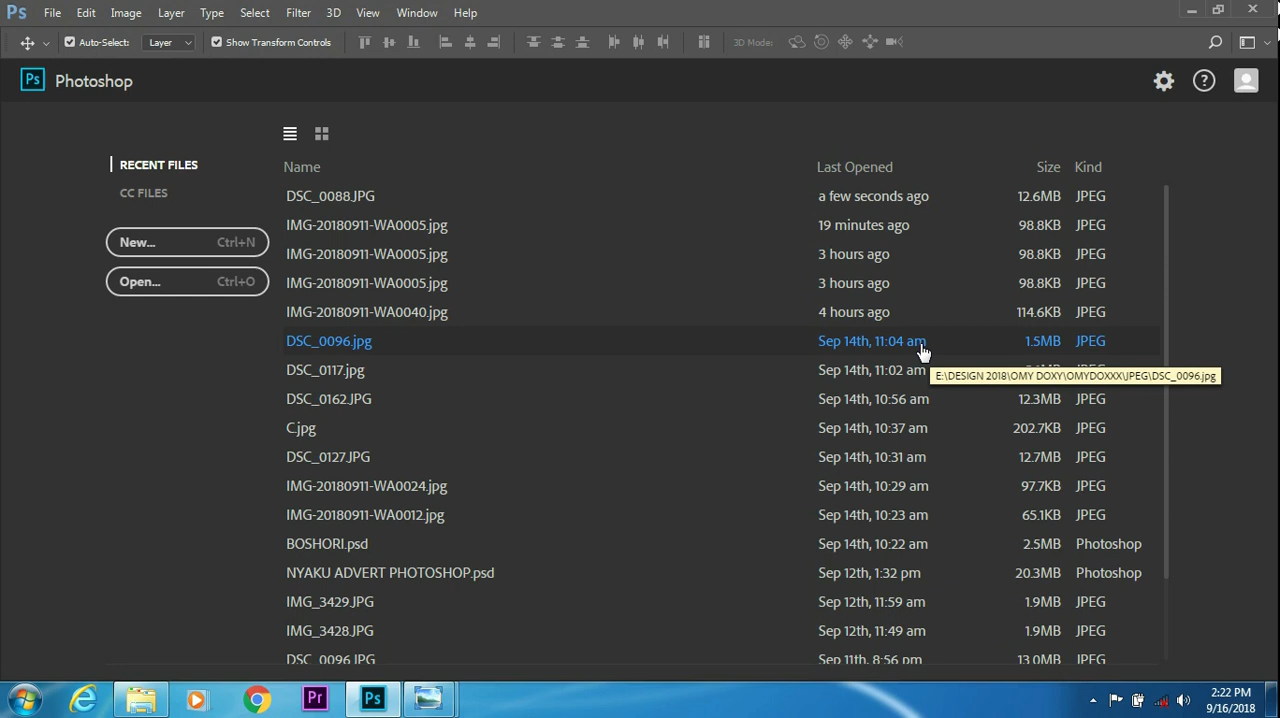 Ps File Edit Image Layer Type Select Filter 3D View Window Help
Auto-Select: Layer Show Transform Controls 3D Mode:
Ps Photoshop
RECENT FILES
CC FILES
New... Ctrl+N
Open... Ctrl+O
Name Last Opened Size Kind
DSC_0088.JPG a few seconds ago 12.6MB JPEG
IMG-20180911-WA0005.jpg 19 minutes ago 98.8KB JPEG
IMG-20180911-WA0005.jpg 3 hours ago 98.8KB JPEG
IMG-20180911-WA0005.jpg 3 hours ago 98.8KB JPEG
IMG-20180911-WA0040.jpg 4 hours ago 114.6KB JPEG
DSC_0096.jpg Sep 14th, 11:04 am 1.5MB JPEG
DSC_0117.jpg Sep 14th, 11:02 am
E:\DESIGN 2018\OMY DOXY\OMYDOXXX\JPEG\DSC_0096.jpg
DSC_0162.JPG Sep 14th, 10:56 am 12.3MB JPEG
C.jpg Sep 14th, 10:37 am 202.7KB JPEG
DSC_0127.JPG Sep 14th, 10:31 am 12.7MB JPEG
IMG-20180911-WA0024.jpg Sep 14th, 10:29 am 97.7KB JPEG
IMG-20180911-WA0012.jpg Sep 14th, 10:23 am 65.1KB JPEG
BOSHORI.psd Sep 14th, 10:22 am 2.5MB Photoshop
NYAKU ADVERT PHOTOSHOP.psd Sep 12th, 1:32 pm 20.3MB Photoshop
IMG_3429.JPG Sep 12th, 11:59 am 1.9MB JPEG
IMG_3428.JPG Sep 12th, 11:49 am 1.9MB JPEG
DSC_0096.JPG Sep 11th, 8:56 pm 13.0MB JPEG
Pr Ps
2:22 PM
9/16/2018